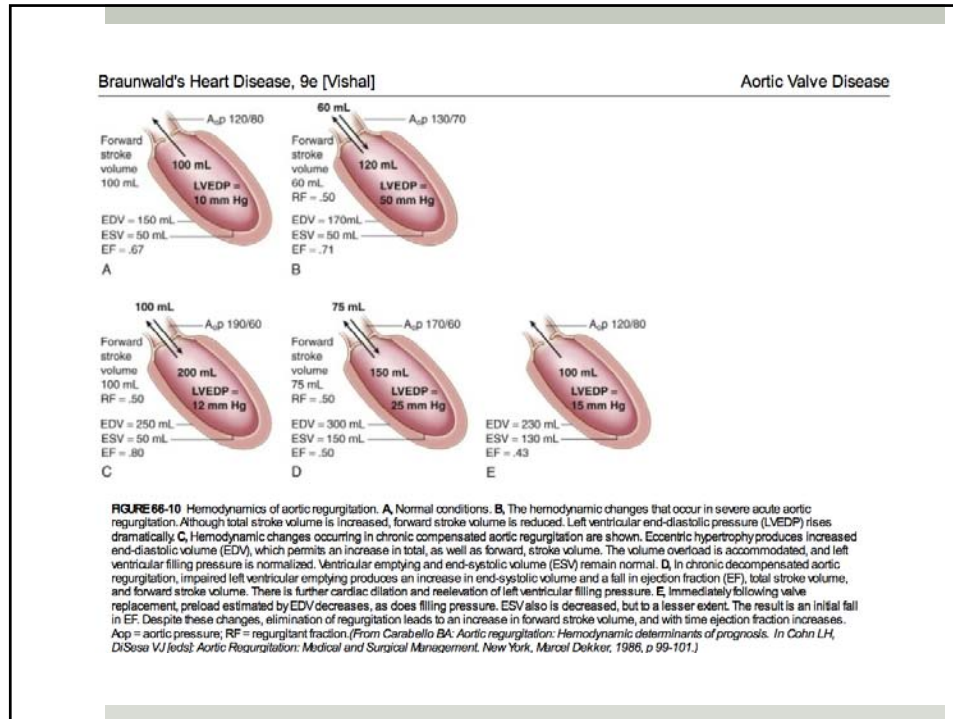 Braunwald's Heart Disease, 9e [Vishal] Aortic Valve Disease
Aop 120/80
Forward
stroke
volume
100 mL
100 mL
LVEDP =
10 mm Hg
EDV = 150 mL
ESV = 50 mL
EF = .67
A
60 mL
Aop 130/70
Forward
stroke
volume
60 mL
RF = .50
120 mL
LVEDP =
50 mm Hg
EDV = 170mL
ESV = 50 mL
EF = .71
B
100 mL
Aop 190/60
Forward
stroke
volume
100 mL
RF = .50
200 mL
LVEDP =
12 mm Hg
EDV = 250 mL
ESV = 50 mL
EF = .80
C
75 mL
Aop 170/60
Forward
stroke
volume
75 mL
RF = .50
150 mL
LVEDP =
25 mm Hg
EDV = 300 mL
ESV = 150 mL
EF = .50
D
Aop 120/80
100 mL
LVEDP =
15 mm Hg
EDV = 230 mL
ESV = 130 mL
EF = .43
E
FIGURE 66-10 Hemodynamics of aortic regurgitation. A, Normal conditions. B, The hemodynamic changes that occur in severe acute aortic
regurgitation. Although total stroke volume is increased, forward stroke volume is reduced. Left ventricular end-diastolic pressure (LVEDP) rises
dramatically. C, Hemodynamic changes occurring in chronic compensated aortic regurgitation are shown. Eccentric hypertrophy produces increased
end-diastolic volume (EDV), which permits an increase in total, as well as forward, stroke volume. The volume overload is accommodated, and left
ventricular filling pressure is normalized. Ventricular emptying and end-systolic volume (ESV) remain normal. D, In chronic decompensated aortic
regurgitation, impaired left ventricular emptying produces an increase in end-systolic volume and a fall in ejection fraction (EF), total stroke volume,
and forward stroke volume. There is further cardiac dilation and reelevation of left ventricular filling pressure. E, Immediately following valve
replacement, preload estimated by EDV decreases, as does filling pressure. ESV also is decreased, but to a lesser extent. The result is an initial fall
in EF. Despite these changes, elimination of regurgitation leads to an increase in forward stroke volume, and with time ejection fraction increases.
Aop = aortic pressure; RF = regurgitant fraction.(From Carabello BA: Aortic regurgitation: Hemodynamic determinants of prognosis. In Cohn LH,
DiSesa VJ [eds]: Aortic Regurgitation: Medical and Surgical Management. New York, Marcel Dekker, 1986, p 99-101.)